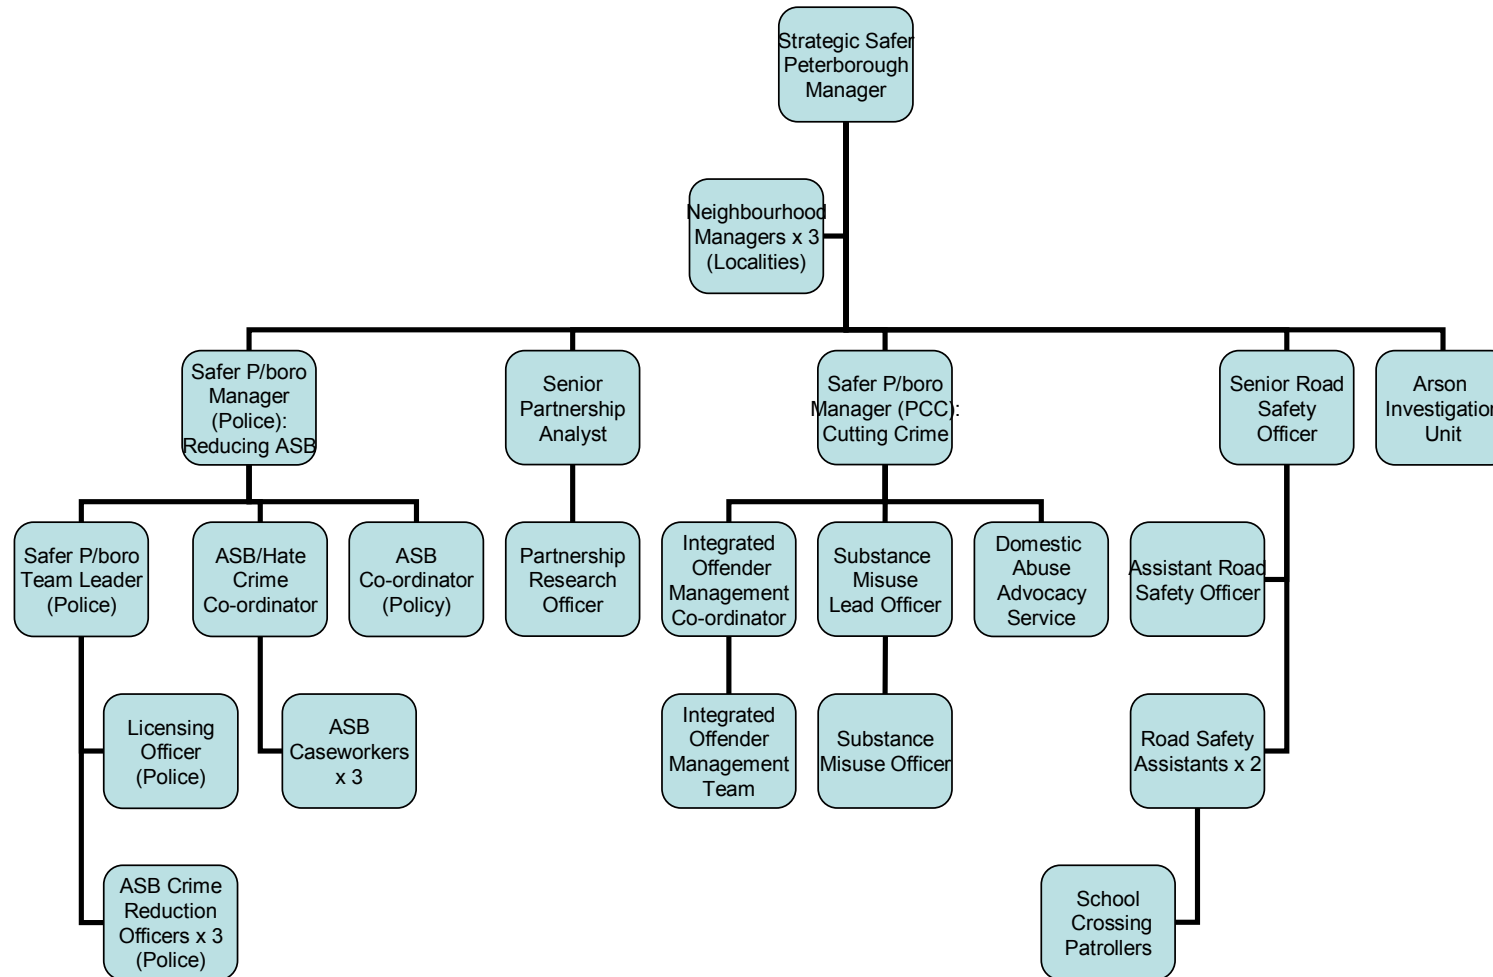 Strategic Safer
Peterborough
Manager
Neighbourhood
Managers x 3
(Localities)
Safer P/boro
Manager
(Police):
Reducing ASB
Senior
Partnership
Analyst
Safer P/boro
Manager (PCC):
Cutting Crime
Senior Road
Safety
Officer
Arson
Investigation
Unit
Safer P/boro
Team Leader
(Police)
ASB/Hate
Crime
Co-ordinator
ASB
Co-ordinator
(Policy)
Partnership
Research
Officer
Integrated
Offender
Management
Co-ordinator
Substance
Misuse
Lead Officer
Domestic
Abuse
Advocacy
Service
Assistant Road
Safety Officer
Licensing
Officer
(Police)
ASB
Caseworkers
x 3
Integrated
Offender
Management
Team
Substance
Misuse Officer
Road Safety
Assistants x 2
ASB Crime
Reduction
Officers x 3
(Police)
School
Crossing
Patrollers